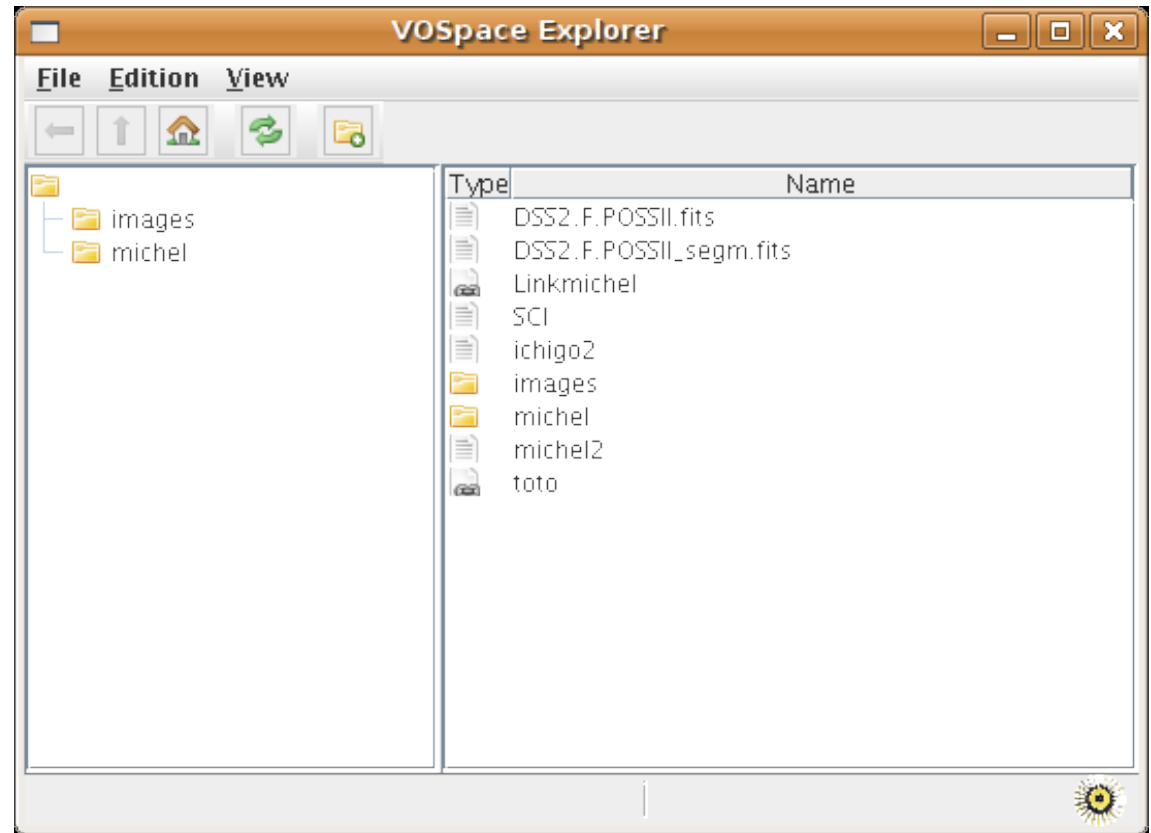 VOSpace Explorer
File Edition View
images
michel
Type Name
DSS2.F.POSSII.fits
DSS2.F.POSSII_segm.fits
Linkmichel
SCI
ichigo2
images
michel
michel2
toto